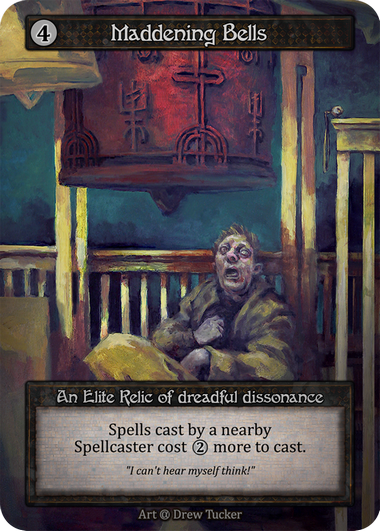 4
Maddening Bells
An Elite Relic of dreadful dissonance
Spells cast by a nearby
Spellcaster cost ② more to cast.
"I can't hear myself think!"
Art @ Drew Tucker